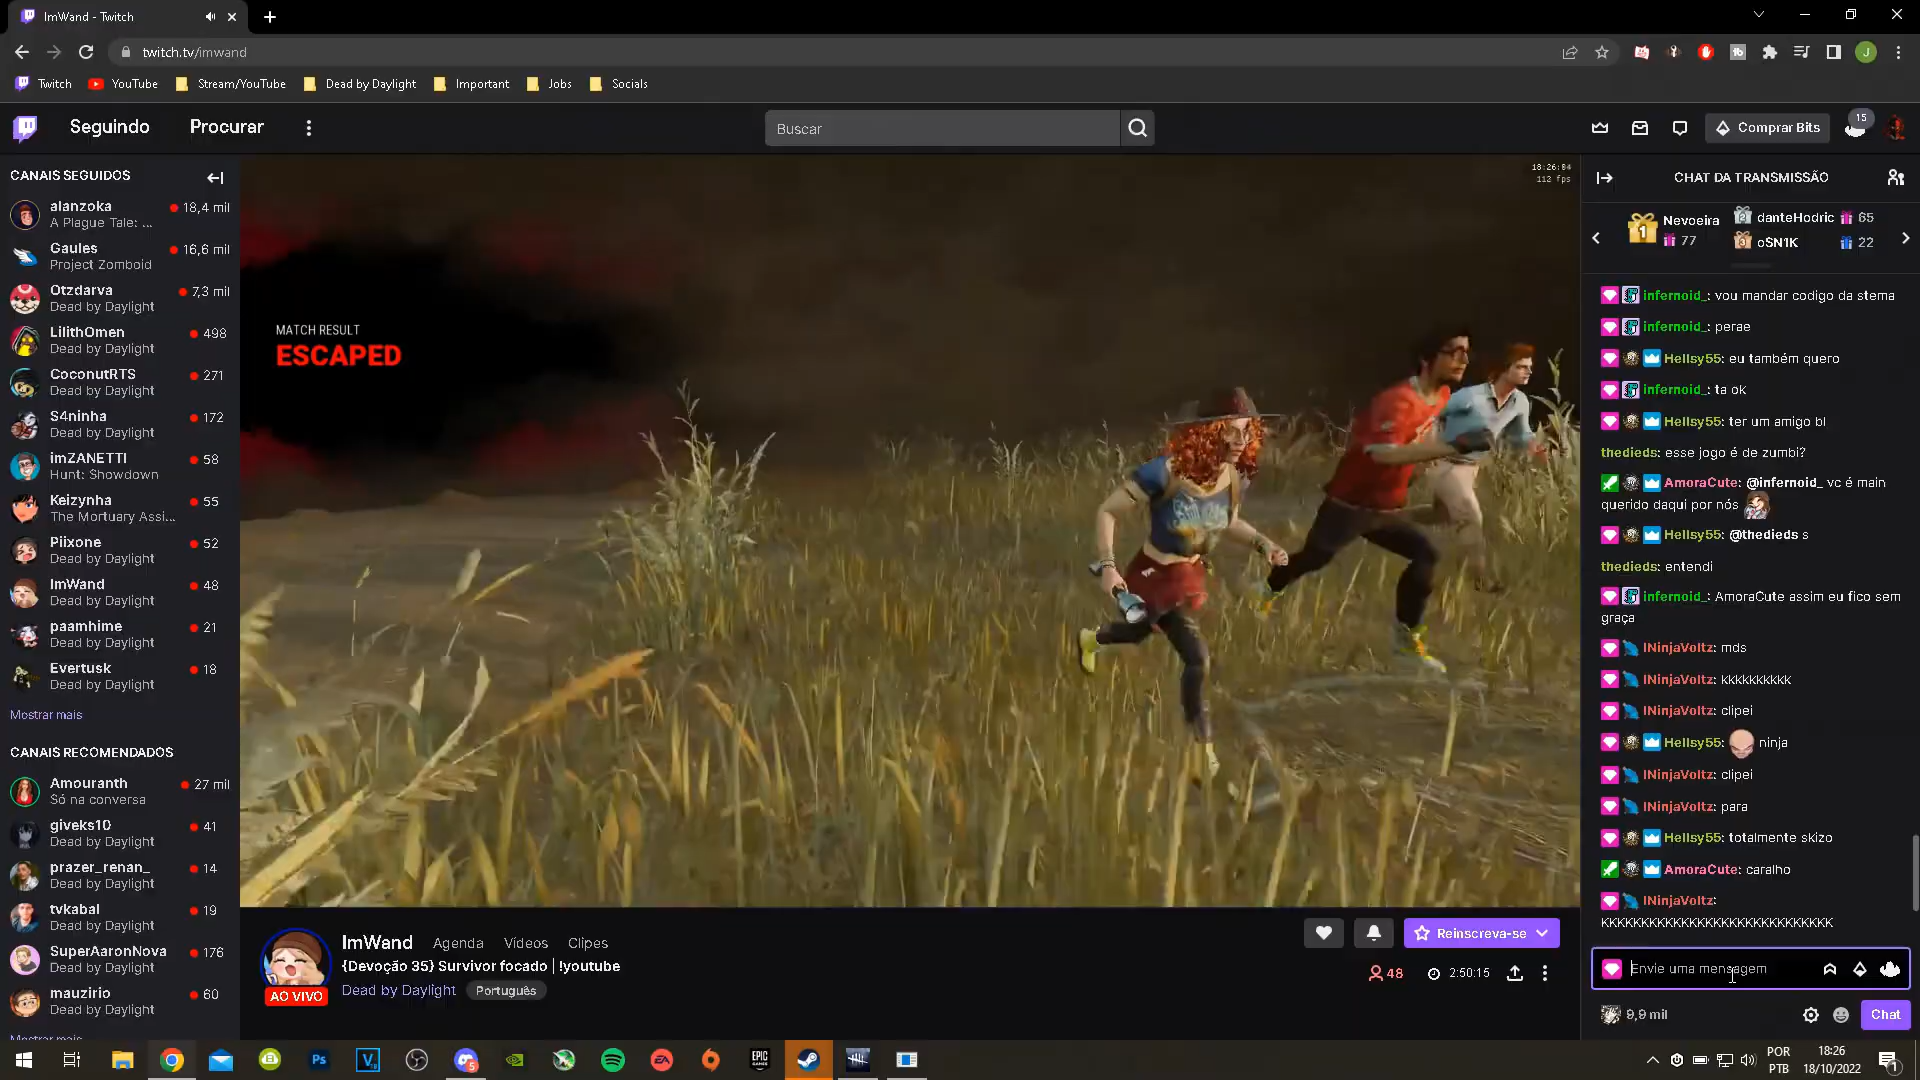 ImWand - Twitch
twitch.tv/imwand
Twitch YouTube Stream/YouTube Dead by Daylight Important Jobs Socials
Seguindo Procurar Buscar Comprar Bits 15
CANAIS SEGUIDOS
alanzoka 18,4 mil
A Plague Tale: ...
Gaules 16,6 mil
Project Zomboid
Otzdarva 7,3 mil
Dead by Daylight
LilithOmen 498
Dead by Daylight
CoconutRTS 271
Dead by Daylight
S4ninha 172
Dead by Daylight
imZANETTI 58
Hunt: Showdown
Keizynha 55
The Mortuary Assi...
Piixone 52
Dead by Daylight
ImWand 48
Dead by Daylight
paamhime 21
Dead by Daylight
Evertusk 18
Dead by Daylight
Mostrar mais
CANAIS RECOMENDADOS
Amouranth 27 mil
Só na conversa
giveks10 41
Dead by Daylight
prazer_renan_ 14
Dead by Daylight
tvkabal 19
Dead by Daylight
SuperAaronNova 176
Dead by Daylight
mauzirio 60
Dead by Daylight
Mostrar mais
18:26:04
112 fps
MATCH RESULT
ESCAPED
ImWand Agenda Vídeos Clipes
{Devoção 35} Survivor focado | !youtube
Dead by Daylight Português
AO VIVO
Reinscreva-se
48 2:50:15
CHAT DA TRANSMISSÃO
Nevoeira
77
danteHodric 65
oSN1K 22
infernoid_: vou mandar codigo da stema
infernoid_: perae
Hellsy55: eu também quero
infernoid_: ta ok
Hellsy55: ter um amigo bl
thedieds: esse jogo é de zumbi?
AmoraCute: @infernoid_ vc é main
querido daqui por nós
Hellsy55: @thedieds s
thedieds: entendi
infernoid_: AmoraCute assim eu fico sem
graça
INinjaVoltz: mds
INinjaVoltz: kkkkkkkkkk
INinjaVoltz: clipei
Hellsy55: ninja
INinjaVoltz: clipei
INinjaVoltz: para
Hellsy55: totalmente skizo
AmoraCute: caralho
INinjaVoltz:
KKKKKKKKKKKKKKKKKKKKKKKKKKKKK
Envie uma mensagem
9,9 mil Chat
POR
PTB
18:26
18/10/2022